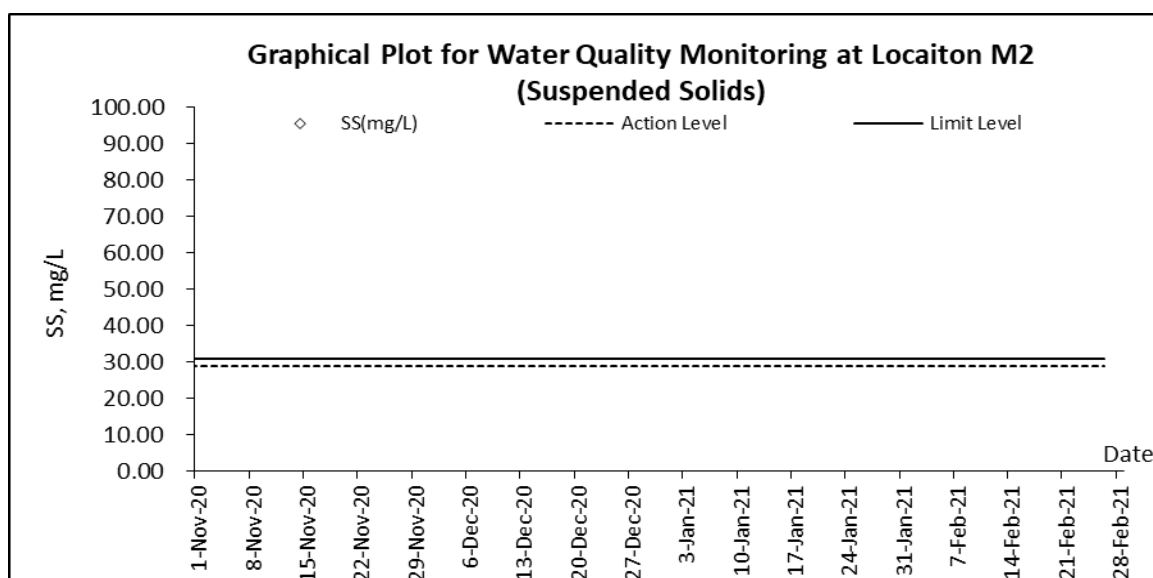 Graphical Plot for Water Quality Monitoring at Locaiton M2
(Suspended Solids)
SS(mg/L) Action Level Limit Level
100.00
90.00
80.00
70.00
60.00
50.00
40.00
30.00
20.00
10.00
0.00
SS, mg/L
Date
1-Nov-20
8-Nov-20
15-Nov-20
22-Nov-20
29-Nov-20
6-Dec-20
13-Dec-20
20-Dec-20
27-Dec-20
3-Jan-21
10-Jan-21
17-Jan-21
24-Jan-21
31-Jan-21
7-Feb-21
14-Feb-21
21-Feb-21
28-Feb-21